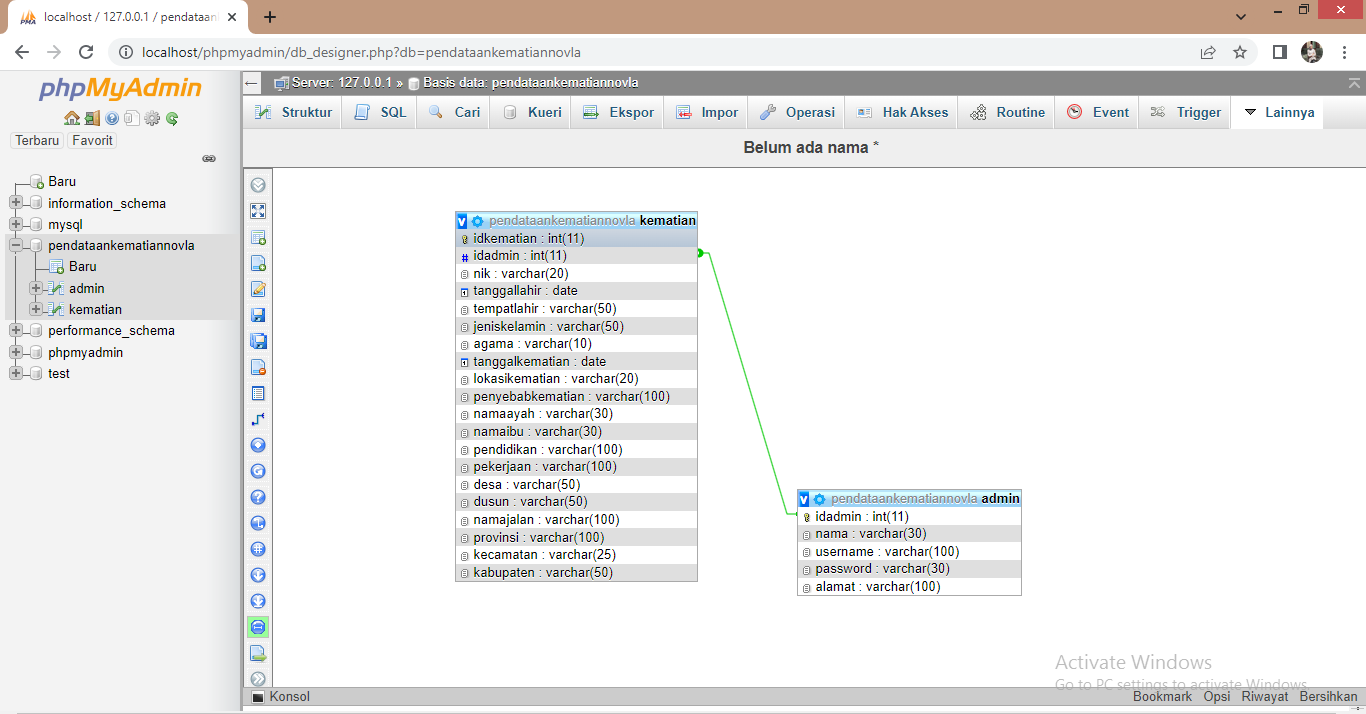 localhost / 127.0.0.1 / pendataan
localhost/phpmyadmin/db_designer.php?db=pendataankematiannovla
phpMyAdmin
Terbaru Favorit
Baru
information_schema
mysql
pendataankematiannovla
Baru
admin
kematian
performance_schema
phpmyadmin
test
Server: 127.0.0.1 » Basis data: pendataankematiannovla
Struktur SQL Cari Kueri Ekspor Impor Operasi Hak Akses Routine Event Trigger Lainnya
Belum ada nama *
pendataankematiannovla kematian
idkematian : int(11)
idadmin : int(11)
nik : varchar(20)
tanggallahir : date
tempatlahir : varchar(50)
jeniskelamin : varchar(50)
agama : varchar(10)
tanggalkematian : date
lokasikematian : varchar(20)
penyebabkematian : varchar(100)
namaayah : varchar(30)
namaibu : varchar(30)
pendidikan : varchar(100)
pekerjaan : varchar(100)
desa : varchar(50)
dusun : varchar(50)
namajalan : varchar(100)
provinsi : varchar(100)
kecamatan : varchar(25)
kabupaten : varchar(50)
pendataankematiannovla admin
idadmin : int(11)
nama : varchar(30)
username : varchar(100)
password : varchar(30)
alamat : varchar(100)
Activate Windows
Go to PC settings to activate Windows.
Konsol
Bookmark Opsi Riwayat Bersihkan